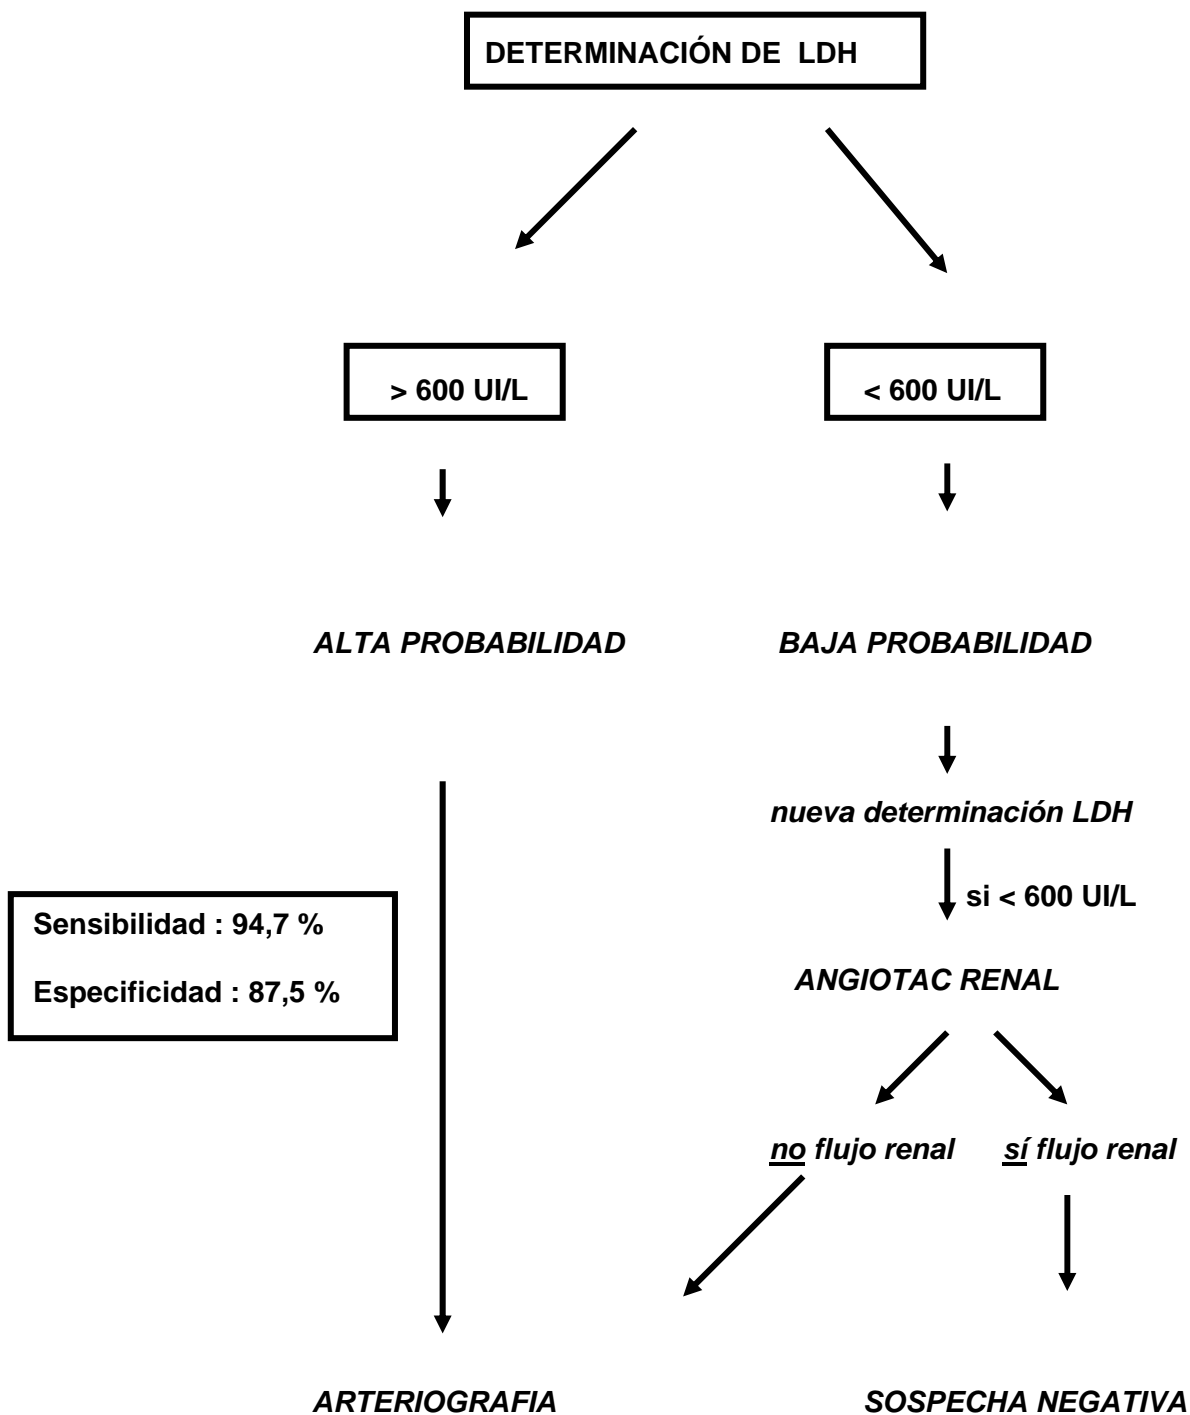 DETERMINACIÓN DE LDH
> 600 UI/L
< 600 UI/L
ALTA PROBABILIDAD
BAJA PROBABILIDAD
nueva determinación LDH
si < 600 UI/L
Sensibilidad : 94,7 %
Especificidad : 87,5 %
ANGIOTAC RENAL
no flujo renal
sí flujo renal
ARTERIOGRAFIA
SOSPECHA NEGATIVA